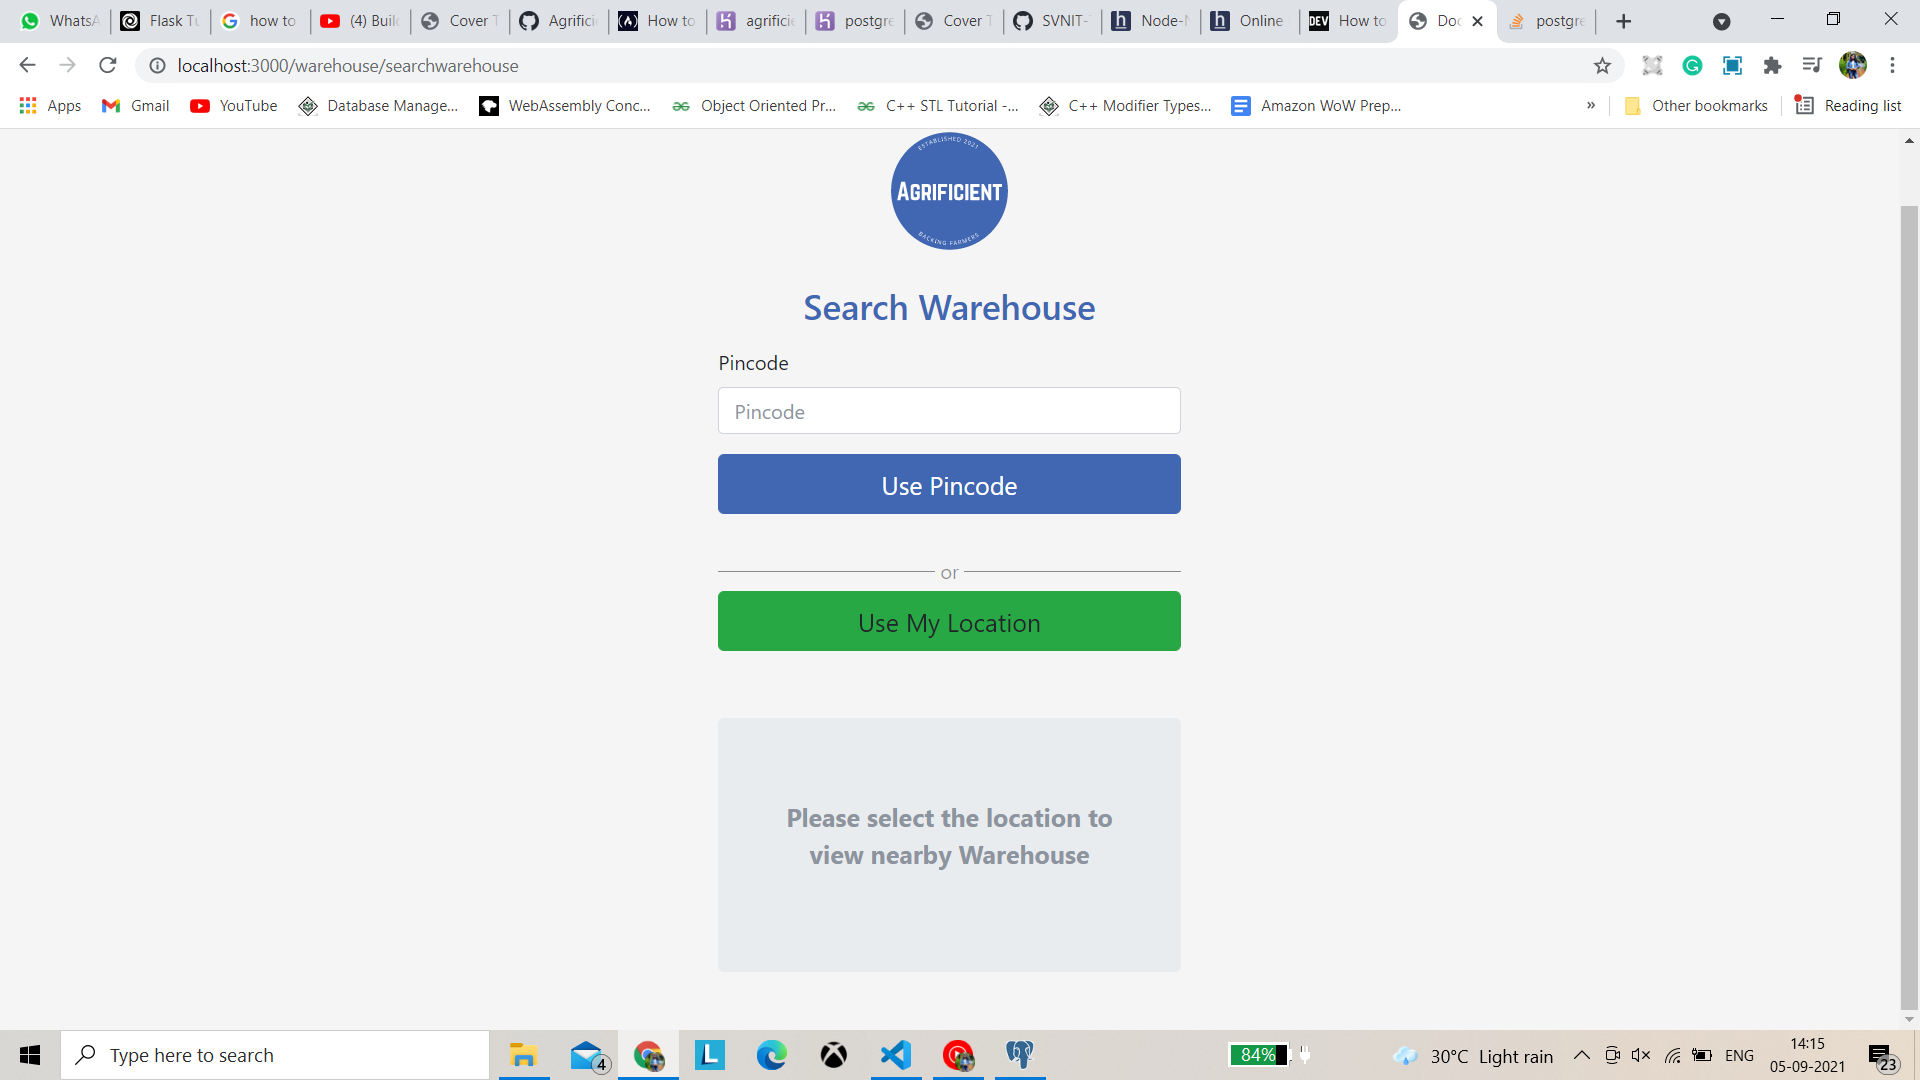 WhatsA
Flask Tu
how to
(4) Build
Cover T
Agrifici
How to
agrificie
postgre
Cover T
SVNIT-
Node-N
Online
DEV
How to
Doc
postgre
localhost:3000/warehouse/searchwarehouse
Apps
Gmail
YouTube
Database Manage...
WebAssembly Conc...
Object Oriented Pr...
C++ STL Tutorial -...
C++ Modifier Types...
Amazon WoW Prep...
»
Other bookmarks
Reading list
ESTABLISHED 2021
AGRIFICIENT
BACKING FARMERS
Search Warehouse
Pincode
Pincode
Use Pincode
or
Use My Location
Please select the location to
view nearby Warehouse
Type here to search
4
L
84%
30°C Light rain
ENG
14:15
05-09-2021
23